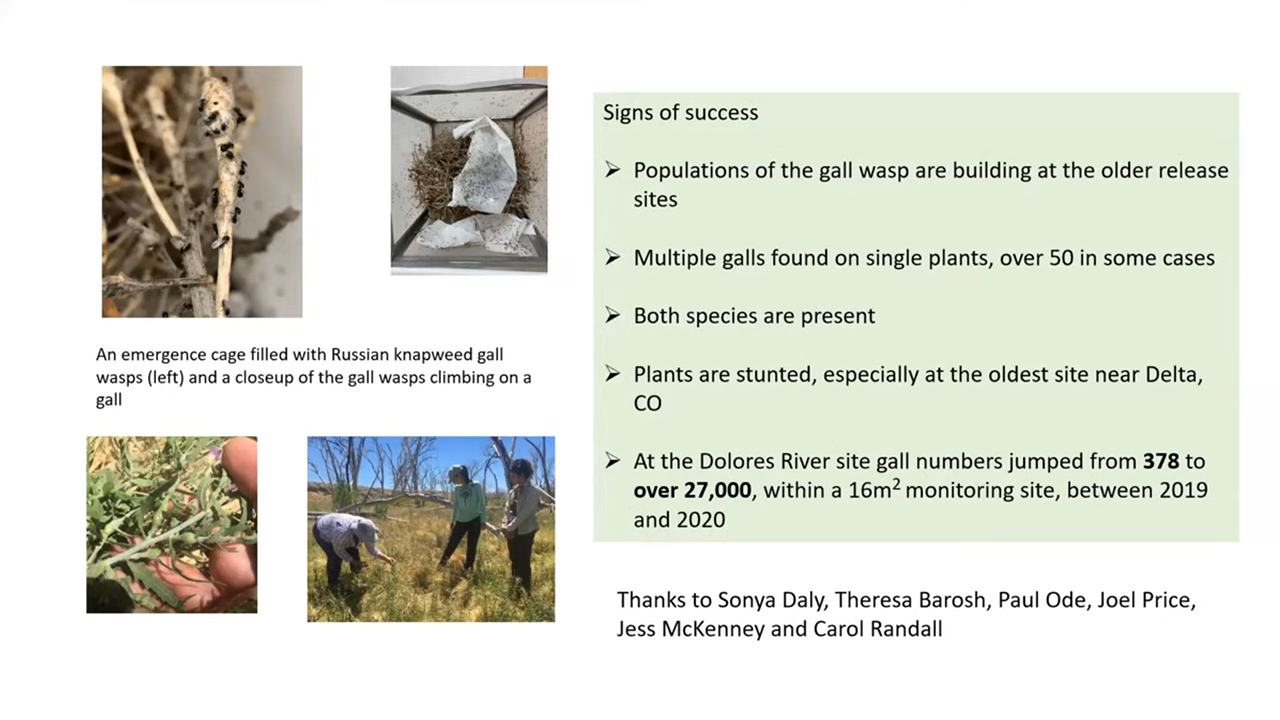 Signs of success
➢ Populations of the gall wasp are building at the older release
sites
➢ Multiple galls found on single plants, over 50 in some cases
➢ Both species are present
➢ Plants are stunted, especially at the oldest site near Delta,
CO
➢ At the Dolores River site gall numbers jumped from 378 to
over 27,000, within a 16m² monitoring site, between 2019
and 2020
An emergence cage filled with Russian knapweed gall
wasps (left) and a closeup of the gall wasps climbing on a
gall
Thanks to Sonya Daly, Theresa Barosh, Paul Ode, Joel Price,
Jess McKenney and Carol Randall